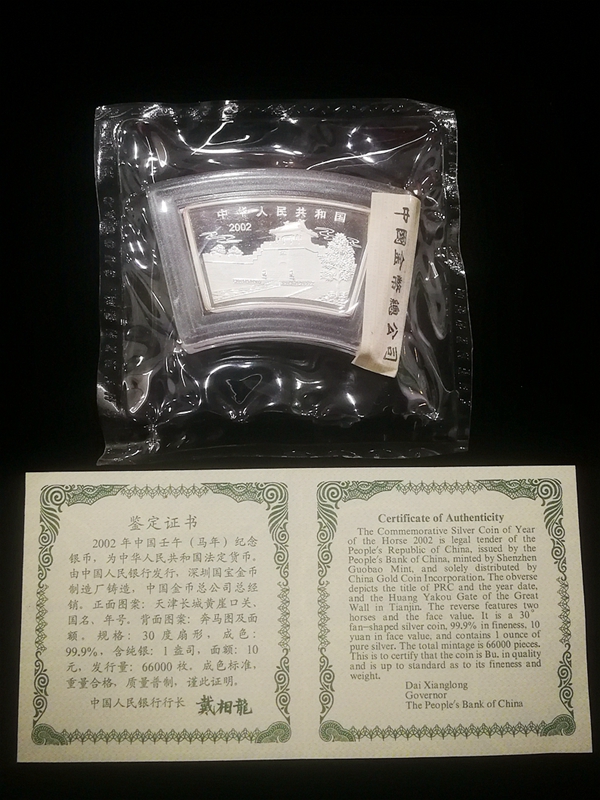 中华人民共和国
2002
中國金幣總公司
鉴定证书
2002年中国壬午（马年）纪念
银币，为中华人民共和国法定货币。
由中国人民银行发行，深圳国宝金币
制造厂铸造，中国金币总公司总经
销。正面图案：天津长城黄崖口关、
国名、年号。背面图案：奔马图及面
额。规格：30度扇形，成色：
99.9%，含纯银：1盎司，面额：10
元，发行量：66000枚。成色标准，
重量合格，质量普制，谨此证明。
中国人民银行行长 戴相龍
Certificate of Authenticity
The Commemorative Silver Coin of Year
of the Horse 2002 is legal tender of the
People's Republic of China, issued by the
People's Bank of China, minted by Shenzhen
Guobao Mint, and solely distributed by
China Gold Coin Incorporation. The obverse
depicts the title of PRC and the year date,
and the Huang Yakou Gate of the Great
Wall in Tianjin. The reverse features two
horses and the face value. It is a 30°
fan-shaped silver coin, 99.9% in fineness, 10
yuan in face value, and contains 1 ounce of
pure silver. The total mintage is 66000 pieces.
This is to certify that the coin is Bu. in quality
and is up to standard as to its fineness and
weight.
Dai Xianglong
Governor
The People's Bank of China